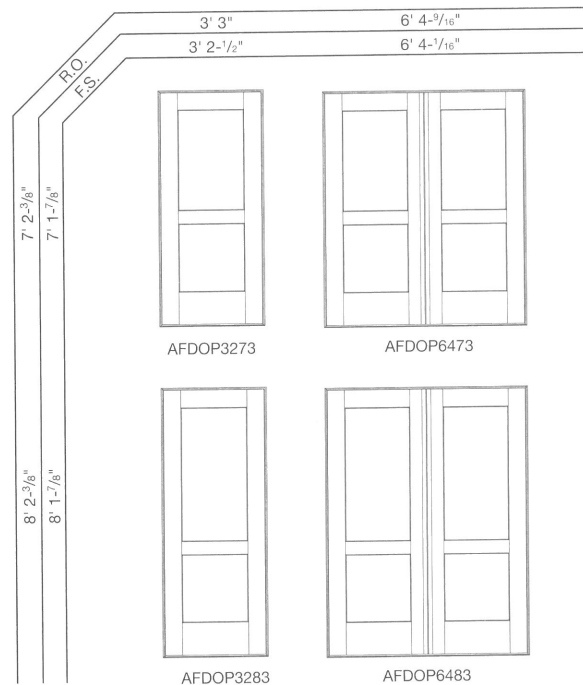 3' 3" 6' 4-9/16"
R.O.
3' 2-1/2" 6' 4-1/16"
F.S.
7' 2-3/8"
7' 1-7/8"
AFDOP3273 AFDOP6473
8' 2-3/8"
8' 1-7/8"
AFDOP3283 AFDOP6483